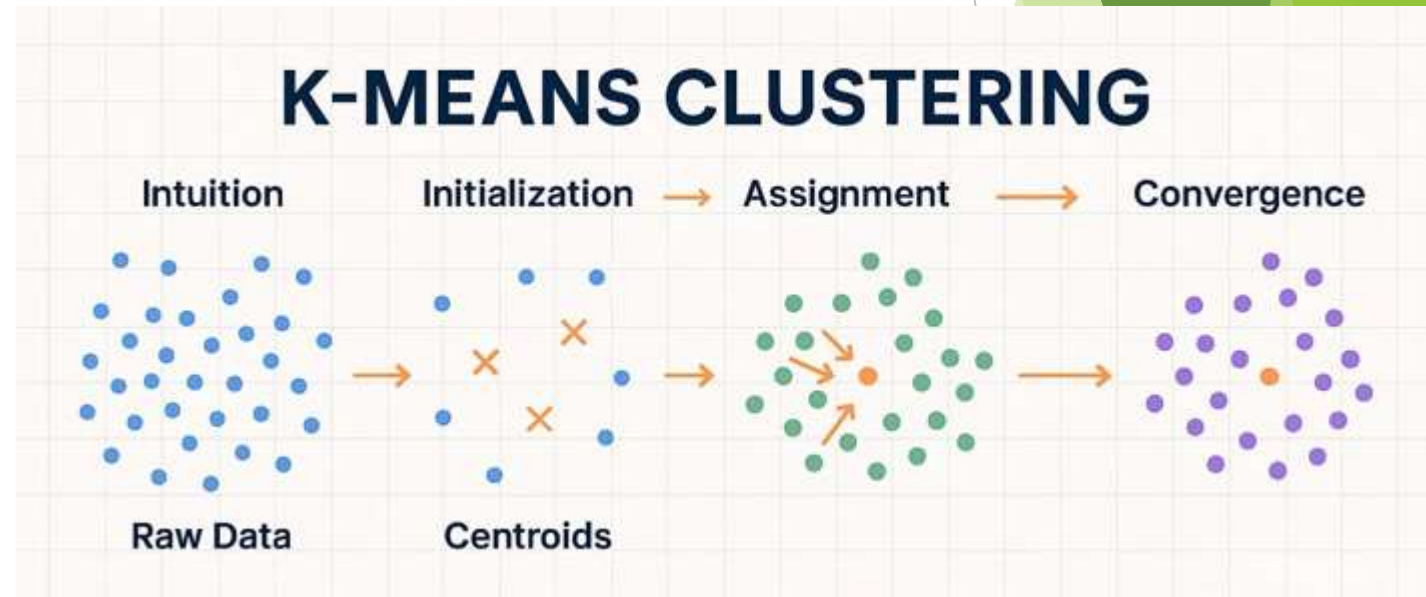 K-MEANS CLUSTERING
Intuition
Initialization
Assignment
Convergence
Raw Data
Centroids